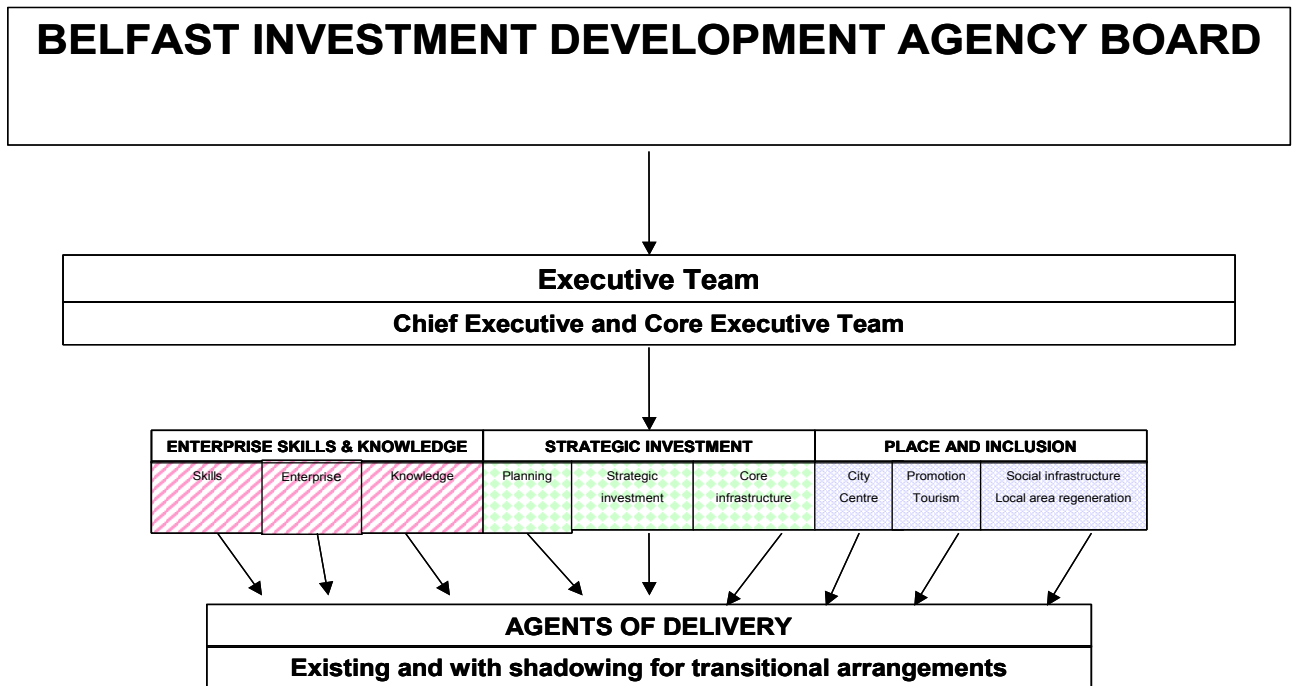 BELFAST INVESTMENT DEVELOPMENT AGENCY BOARD
Executive Team
Chief Executive and Core Executive Team
ENTERPRISE SKILLS & KNOWLEDGE
STRATEGIC INVESTMENT
PLACE AND INCLUSION
Skills
Enterprise
Knowledge
Planning
Strategic
investment
Core
infrastructure
City
Centre
Promotion
Tourism
Social infrastructure
Local area regeneration
AGENTS OF DELIVERY
Existing and with shadowing for transitional arrangements